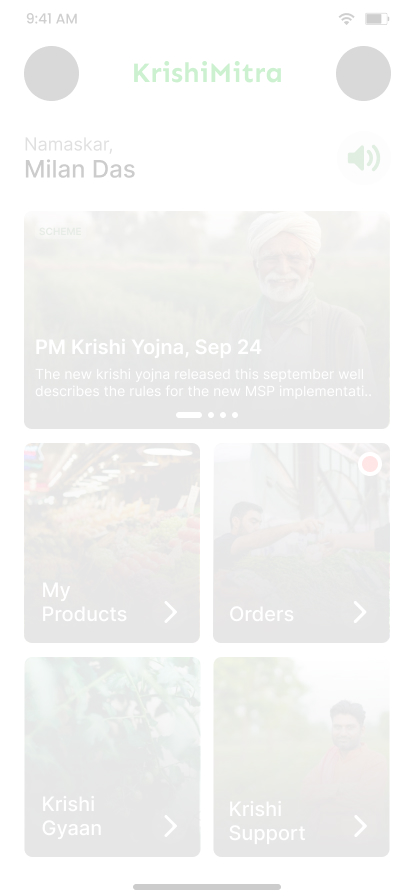 9:41 AM
KrishiMitra
Namaskar,
Milan Das
SCHEME
PM Krishi Yojna, Sep 24
The new krishi yojna released this september well
describes the rules for the new MSP implementati..
My
Products
Orders
Krishi
Gyaan
Krishi
Support